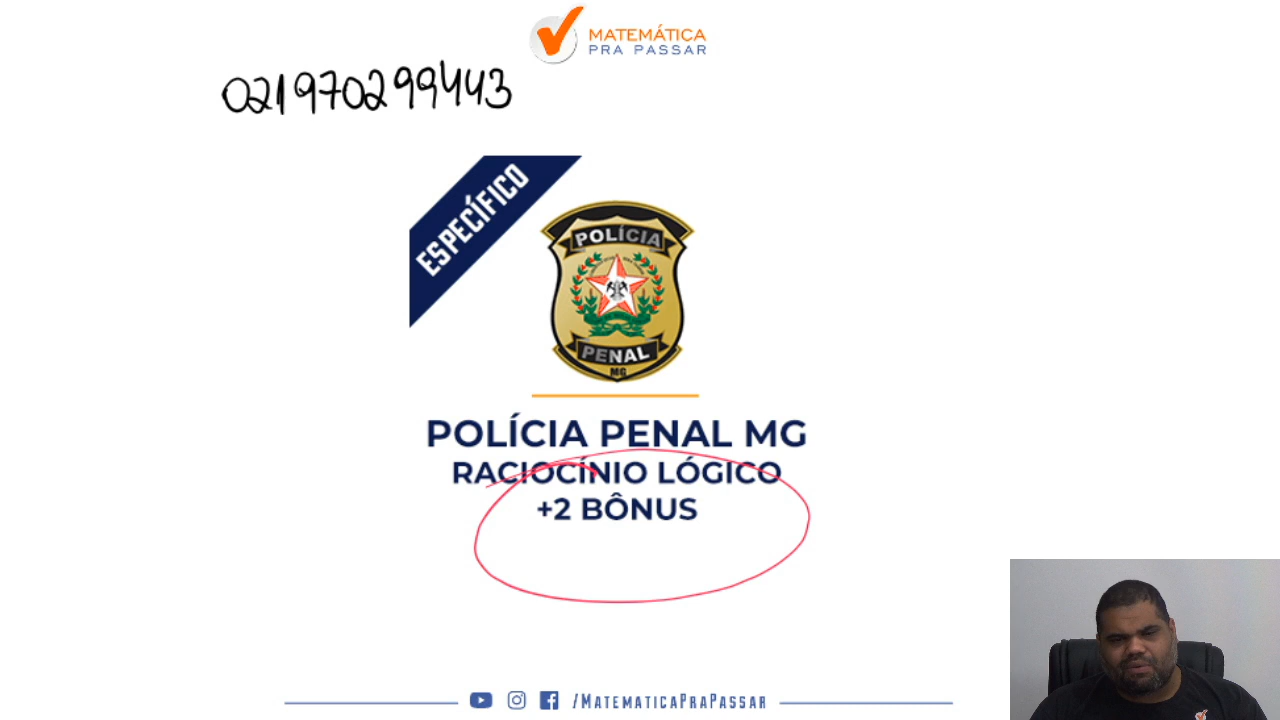 MATEMÁTICA
PRA PASSAR
021970299443
ESPECÍFICO
POLÍCIA
PENAL
MG
POLÍCIA PENAL MG
RACIOCÍNIO LÓGICO
+2 BÔNUS
/MATEMATICAPRAPASSAR